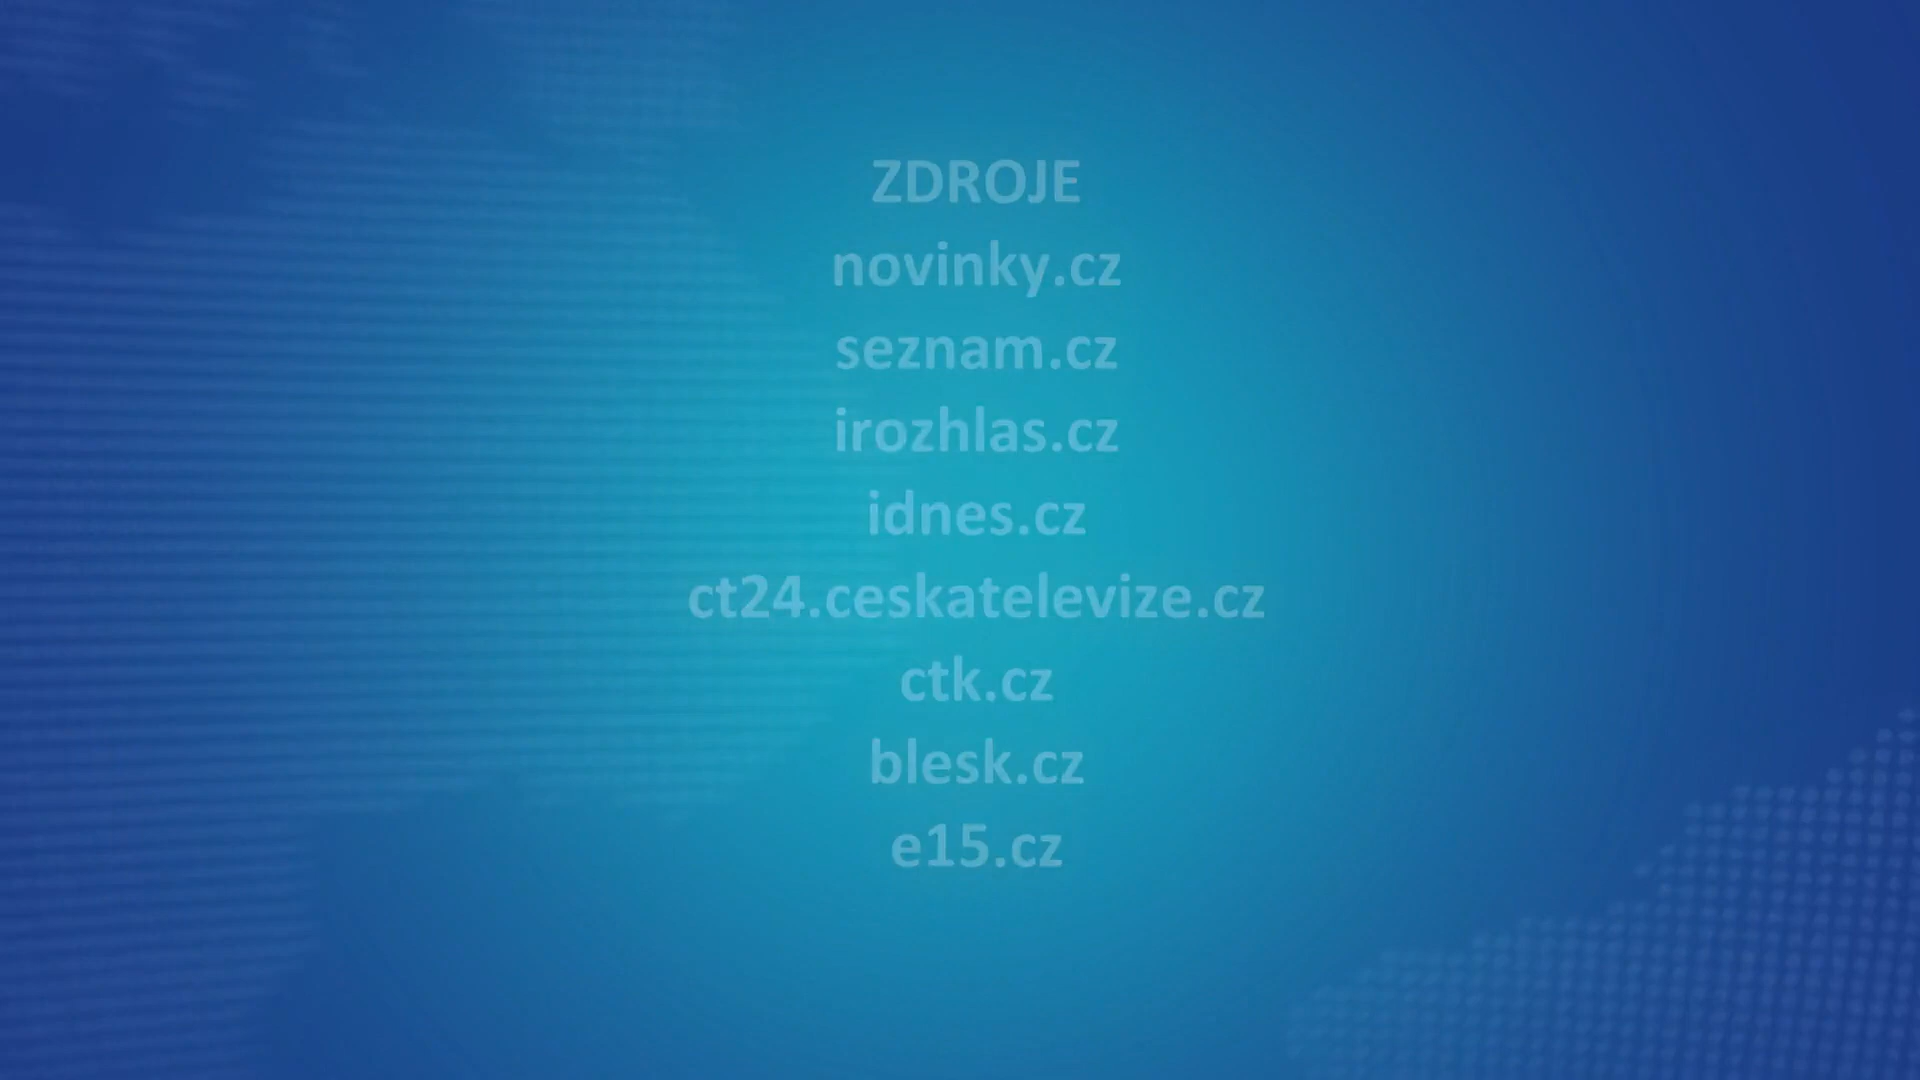 ZDROJE
novinky.cz
seznam.cz
irozhlas.cz
idnes.cz
ct24.ceskatelevize.cz
ctk.cz
blesk.cz
e15.cz